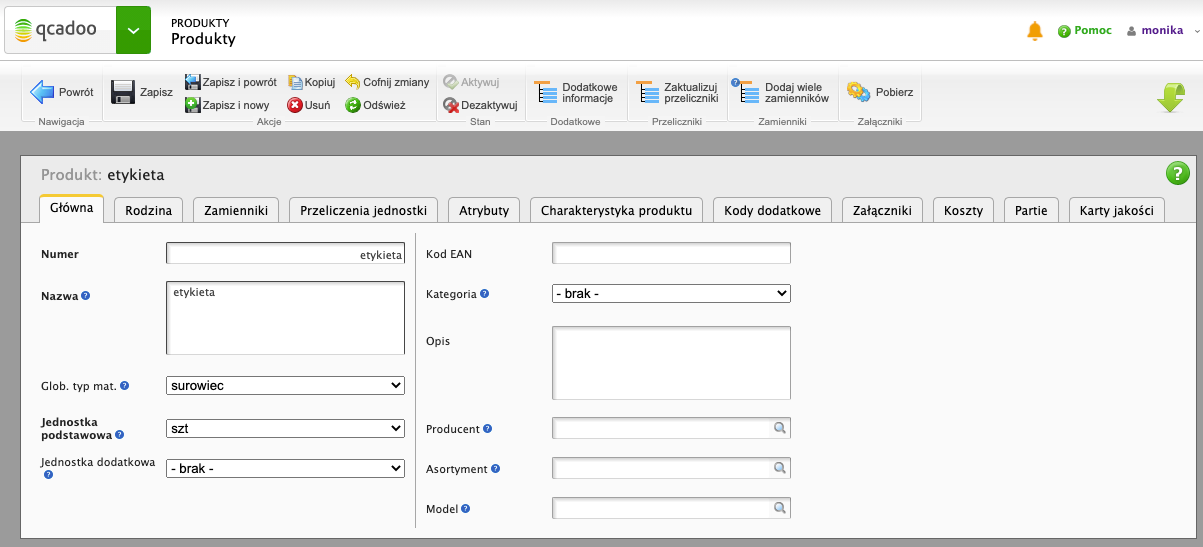 qcadoo
PRODUKTY
Produkty
Pomoc
monika
Powrót
Nawigacja
Zapisz
Zapisz i powrót
Kopiuj
Cofnij zmiany
Zapisz i nowy
Usuń
Odśwież
Akcje
Aktywuj
Dezaktywuj
Stan
Dodatkowe
informacje
Dodatkowe
Zaktualizuj
przeliczniki
Przeliczniki
Dodaj wiele
zamienników
Zamienniki
Pobierz
Załączniki
Produkt: etykieta
Główna
Rodzina
Zamienniki
Przeliczenia jednostki
Atrybuty
Charakterystyka produktu
Kody dodatkowe
Załączniki
Koszty
Partie
Karty jakości
Numer
etykieta
Nazwa
etykieta
Glob. typ mat.
surowiec
Jednostka
podstawowa
szt
Jednostka dodatkowa
- brak -
Kod EAN
Kategoria
- brak -
Opis
Producent
Asortyment
Model